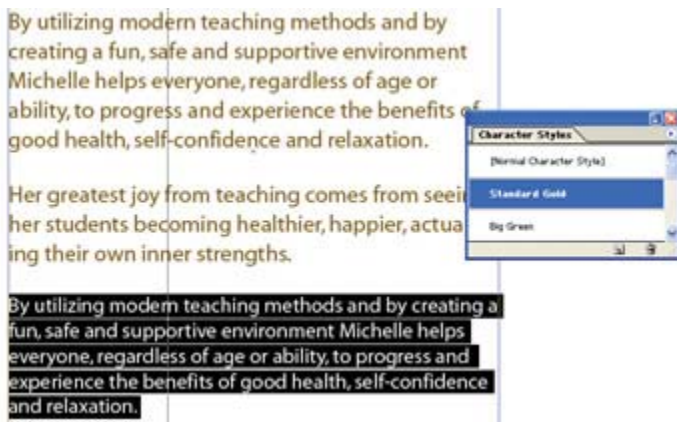 By utilizing modern teaching methods and by
creating a fun, safe and supportive environment
Michelle helps everyone, regardless of age or
ability, to progress and experience the benefits of
good health, self-confidence and relaxation.
Her greatest joy from teaching comes from seein
her students becoming healthier, happier, actua
ing their own inner strengths.
Character Styles
[Normal Character Style]
Standard Gold
Big Green
By utilizing modern teaching methods and by creating a
fun, safe and supportive environment Michelle helps
everyone, regardless of age or ability, to progress and
experience the benefits of good health, self-confidence
and relaxation.